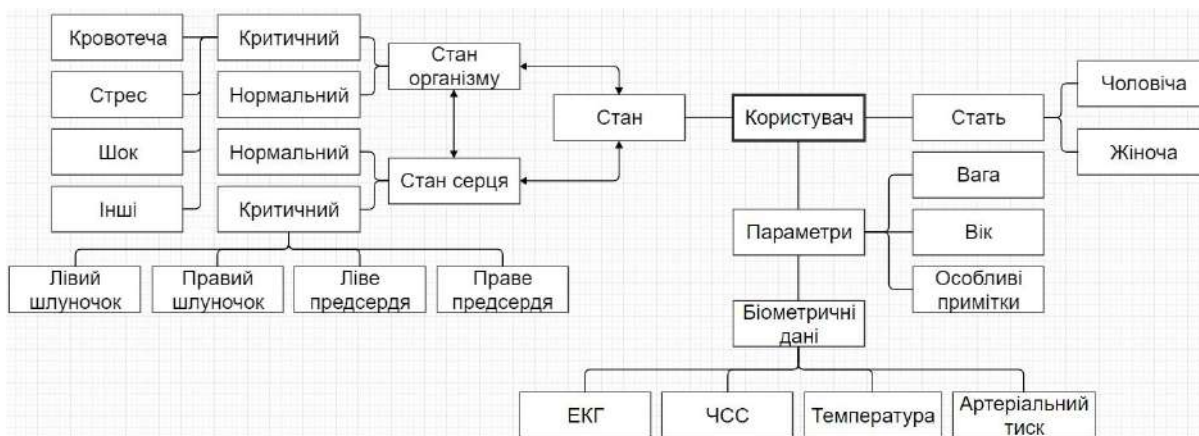 Кровотеча
Критичний
Стан
організму
Стрес
Нормальний
Стан
Користувач
Стать
Чоловіча
Жіноча
Шок
Нормальний
Стан серця
Інші
Критичний
Вага
Параметри
Вік
Особливі
примітки
Лівий
шлуночок
Правий
шлуночок
Ліве
предсердя
Праве
предсердя
Біометричні
дані
ЕКГ
ЧСС
Температура
Артеріальний
тиск